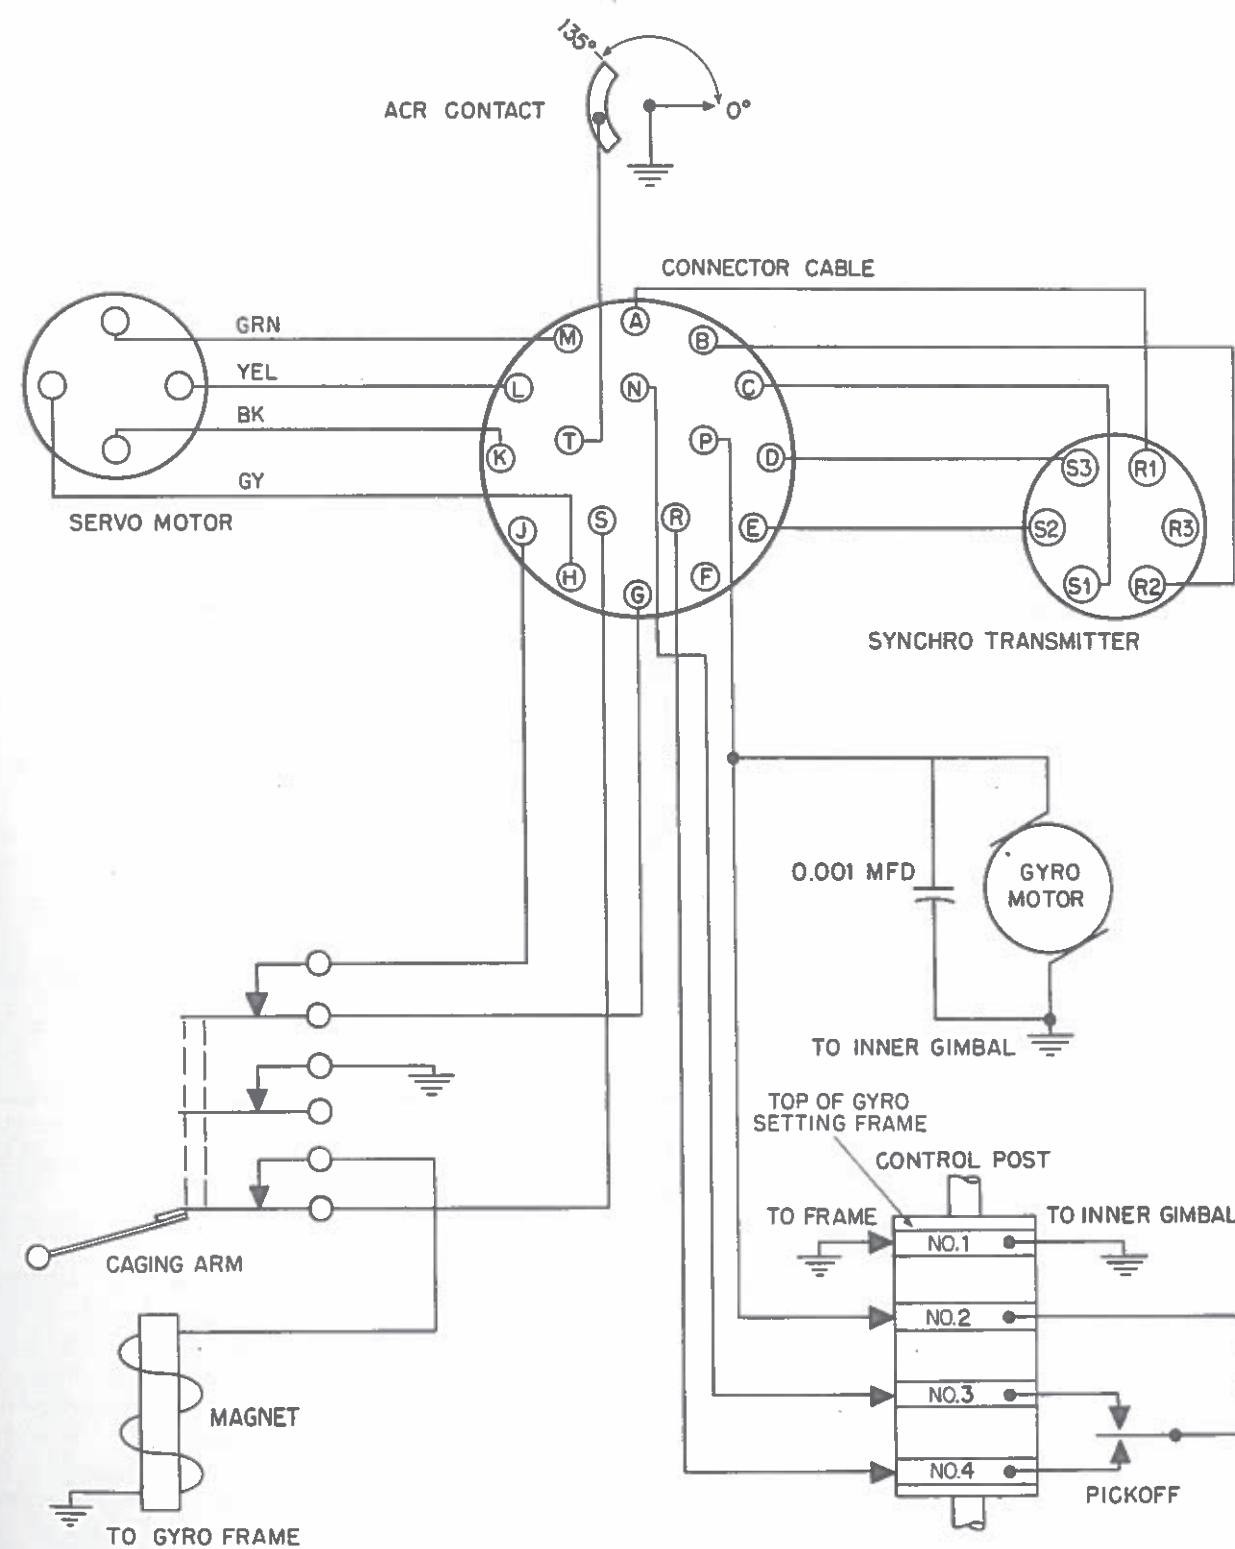 135°
ACR CONTACT
0°
CONNECTOR CABLE
GRN
YEL
BK
GY
SERVO MOTOR
A
B
C
D
E
F
G
H
J
K
L
M
N
P
R
S
T
S3
R1
S2
R3
S1
R2
SYNCHRO TRANSMITTER
0.001 MFD
GYRO
MOTOR
TO INNER GIMBAL
TOP OF GYRO
SETTING FRAME
CONTROL POST
TO FRAME
TO INNER GIMBAL
NO.1
NO.2
NO.3
NO.4
PICKOFF
CAGING ARM
MAGNET
TO GYRO FRAME